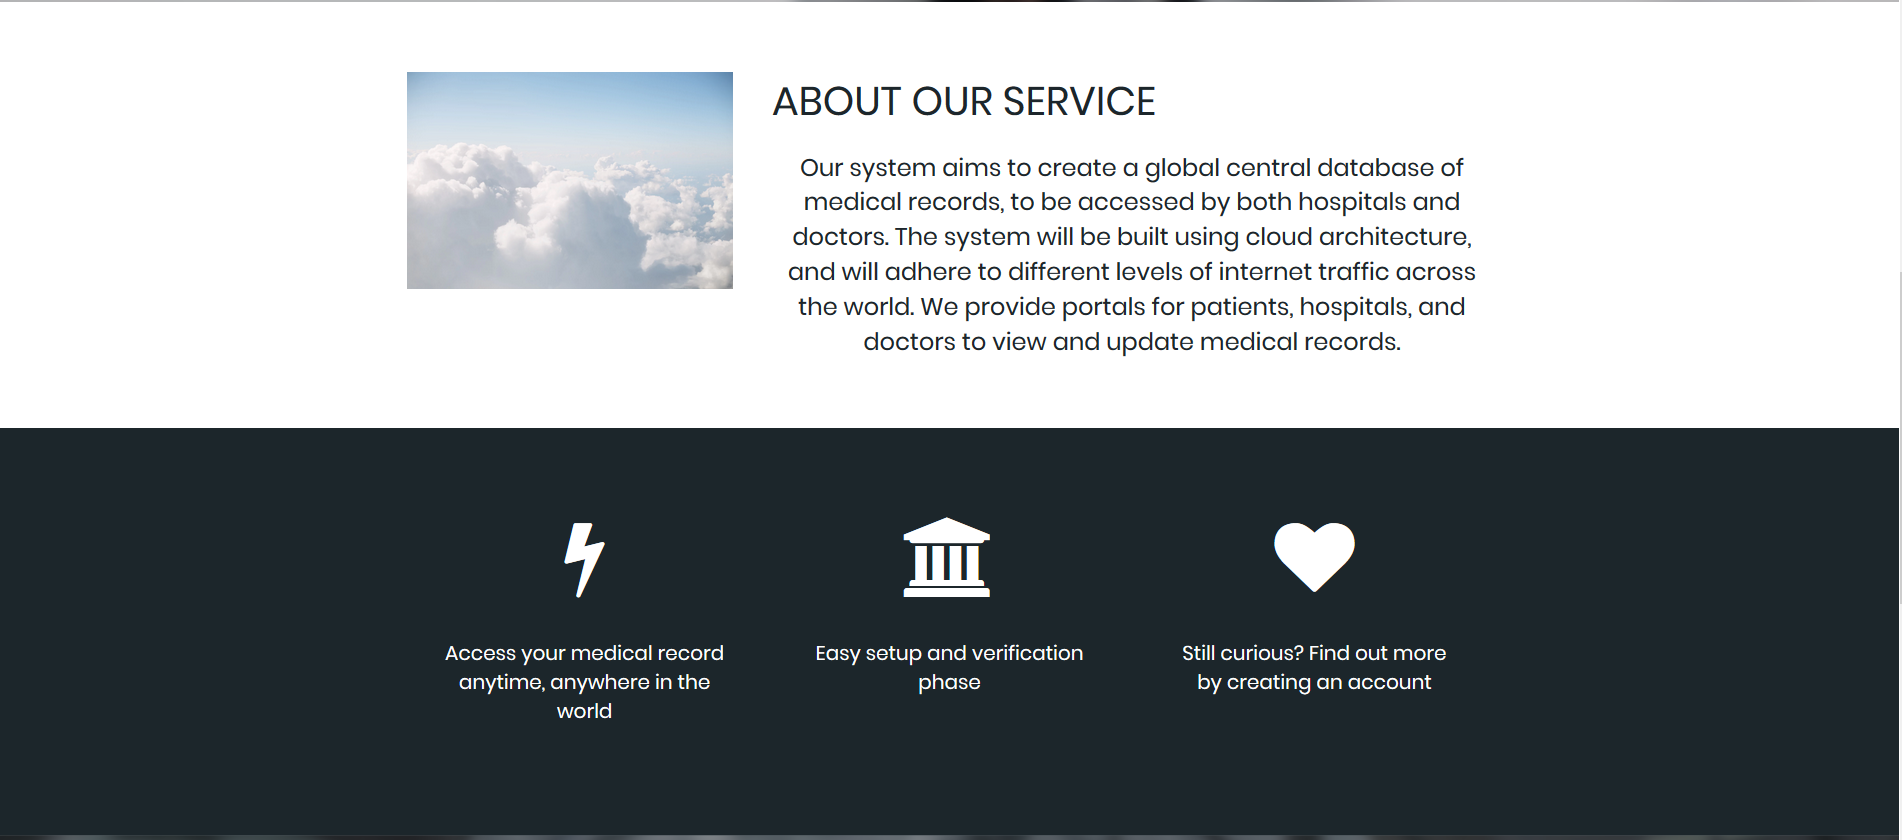 ABOUT OUR SERVICE
Our system aims to create a global central database of
medical records, to be accessed by both hospitals and
doctors. The system will be built using cloud architecture,
and will adhere to different levels of internet traffic across
the world. We provide portals for patients, hospitals, and
doctors to view and update medical records.
Access your medical record
anytime, anywhere in the
world
Easy setup and verification
phase
Still curious? Find out more
by creating an account